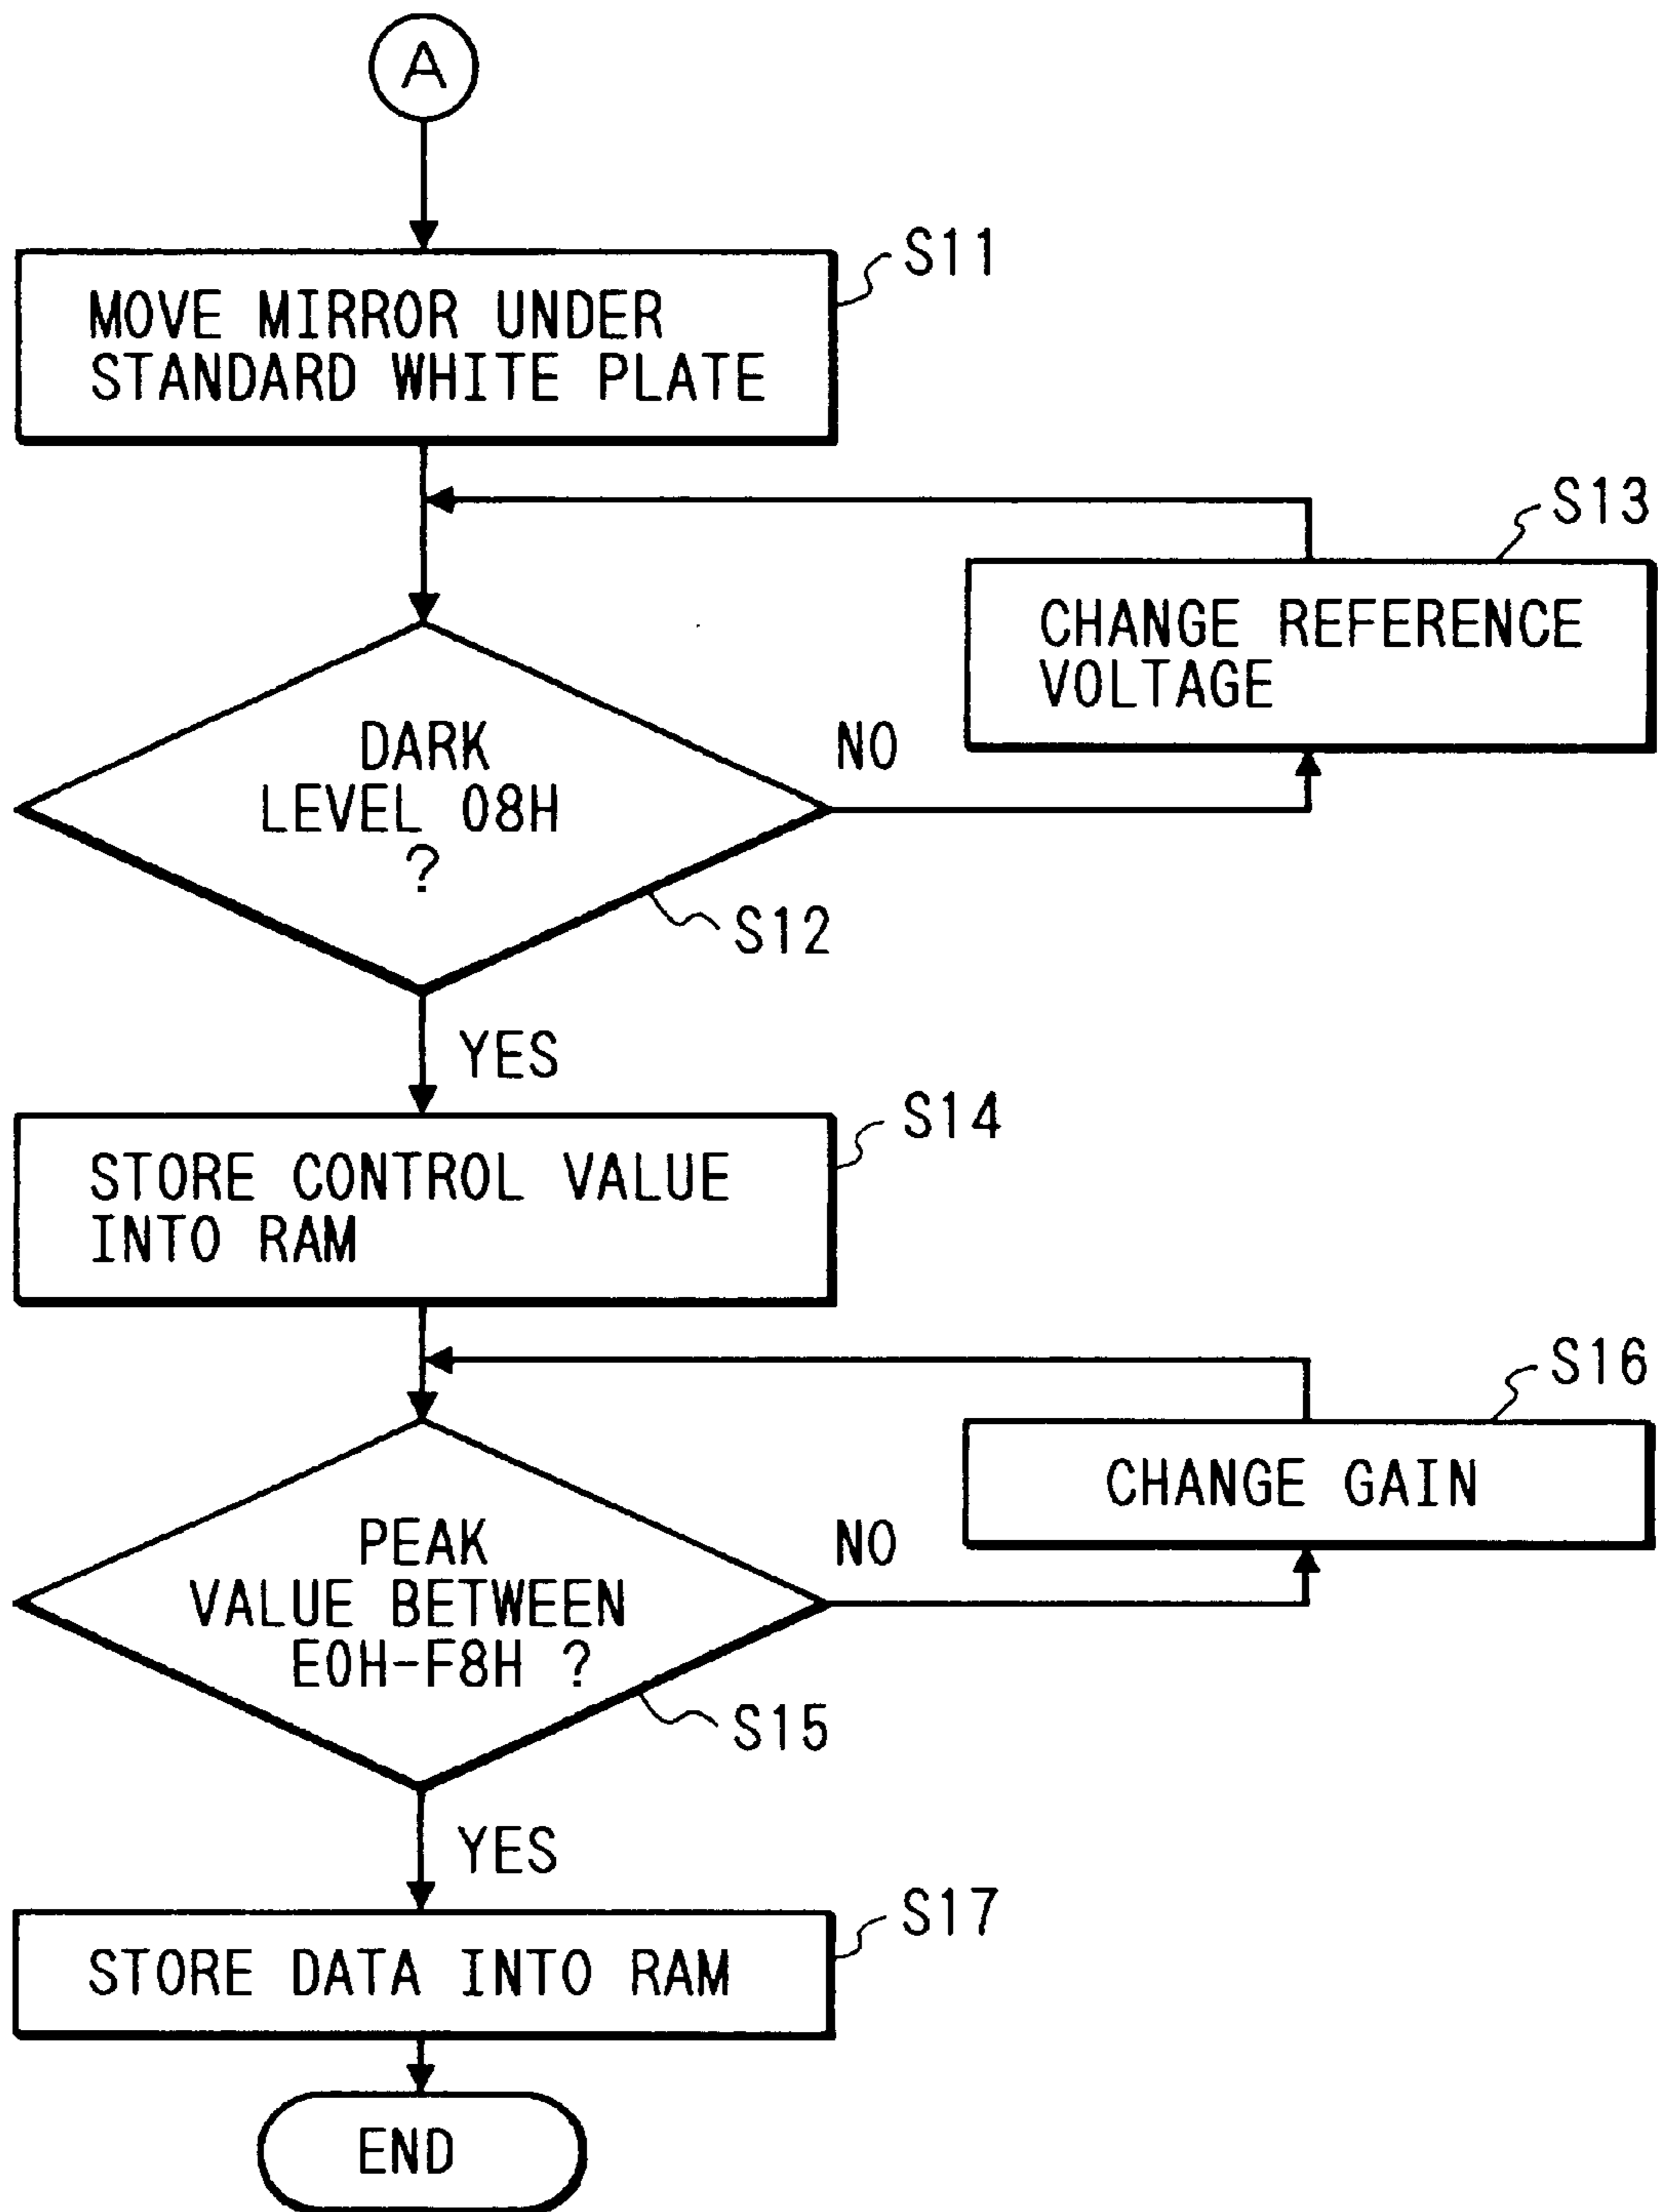 A
S11
MOVE MIRROR UNDER
STANDARD WHITE PLATE
S13
CHANGE REFERENCE
VOLTAGE
DARK
LEVEL 08H
?
NO
S12
YES
S14
STORE CONTROL VALUE
INTO RAM
S16
CHANGE GAIN
PEAK
VALUE BETWEEN
E0H-F8H ?
NO
S15
YES
S17
STORE DATA INTO RAM
END